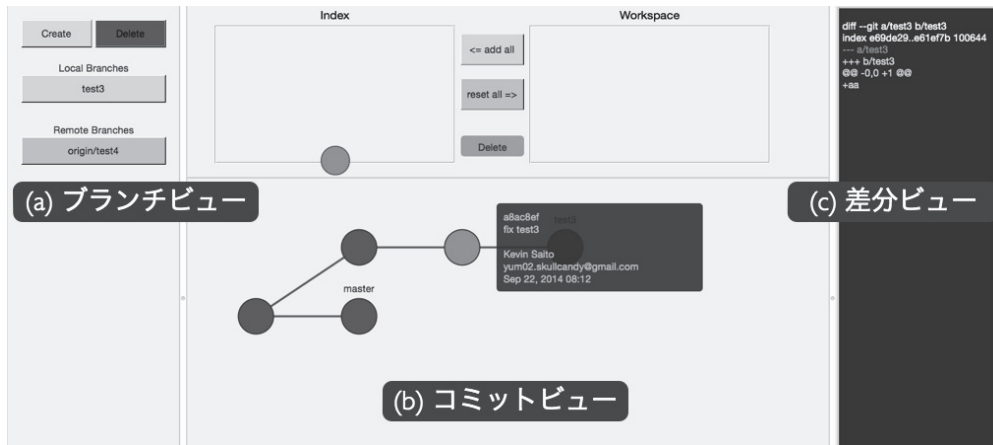 Create
Delete
Local Branches
test3
Remote Branches
origin/test4
(a) ブランチビュー
Index
Workspace
<= add all
reset all =>
Delete
a8ac8ef
fix test3
test3
Kevin Saito
yum02.skullcandy@gmail.com
Sep 22, 2014 08:12
master
(b) コミットビュー
diff --git a/test3 b/test3
index e69de29..e61ef7b 100644
--- a/test3
+++ b/test3
@@ -0,0 +1 @@
+aa
(c) 差分ビュー